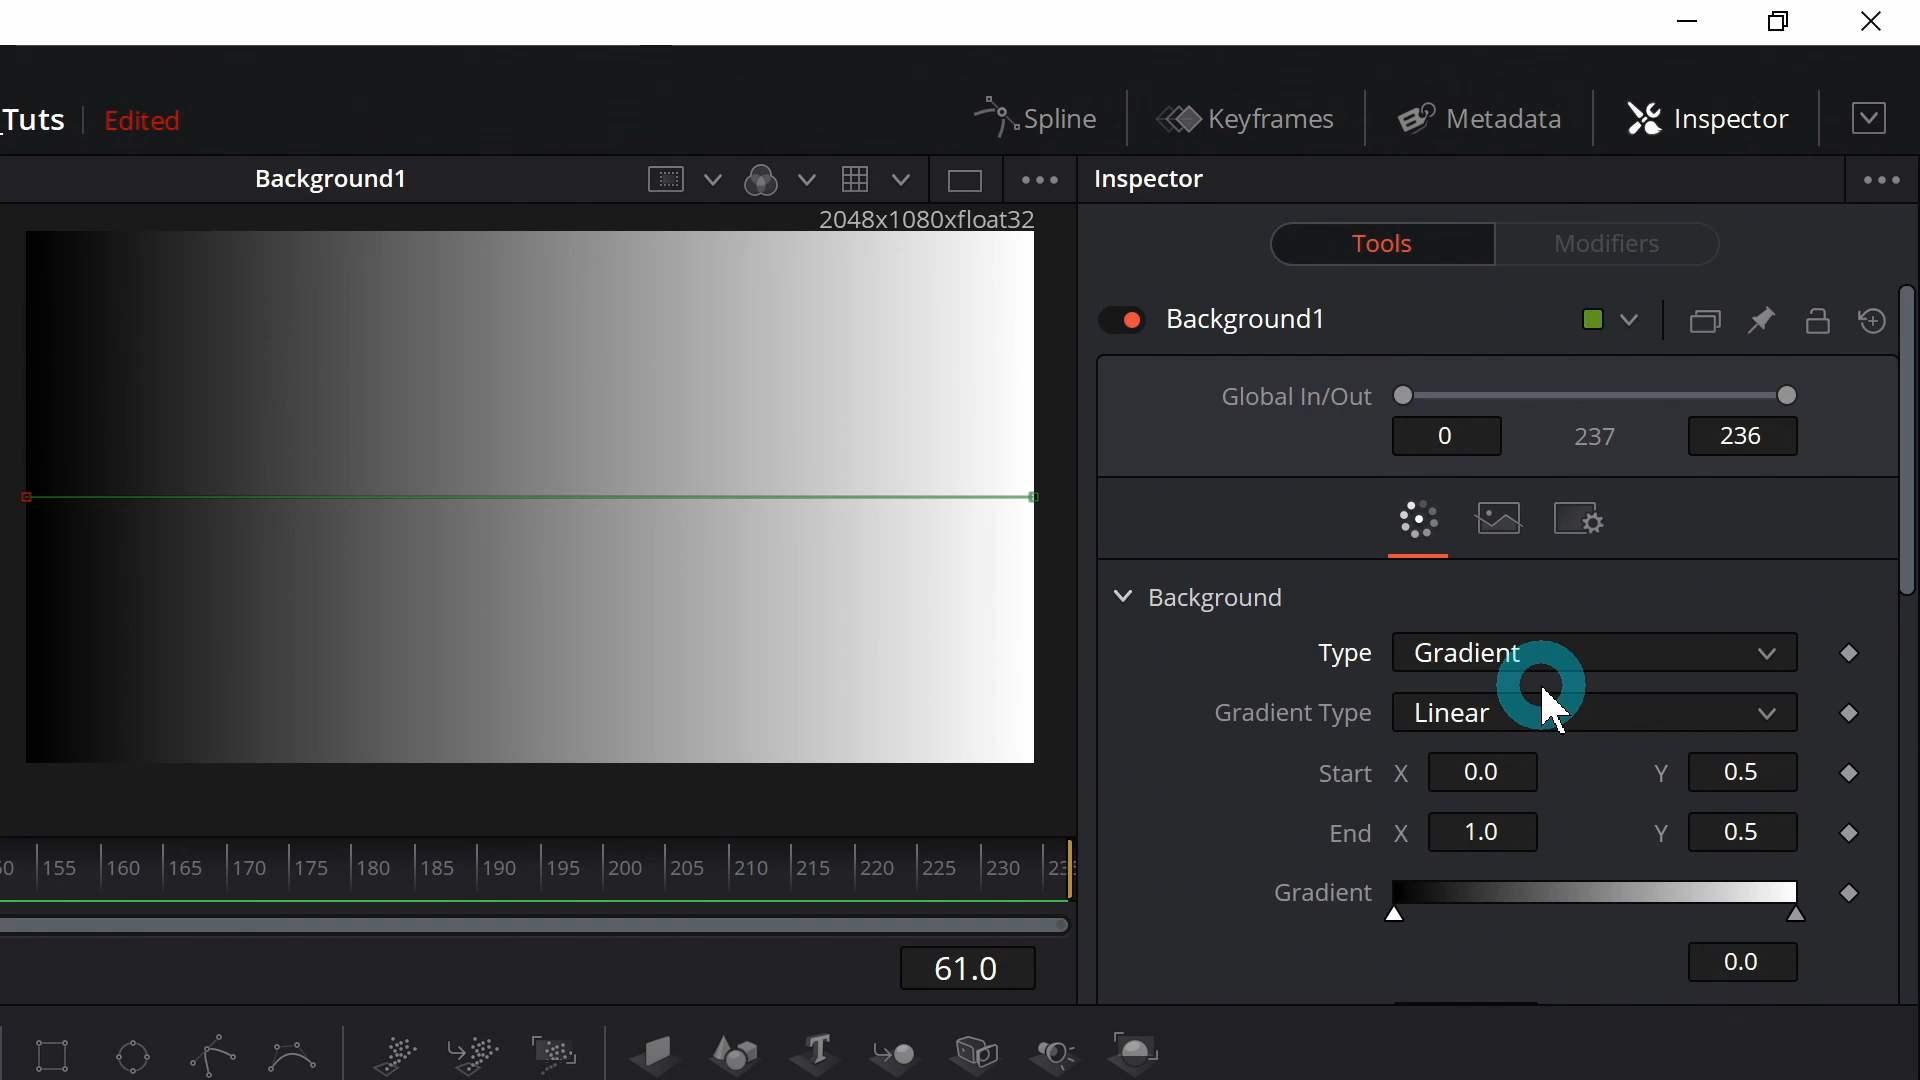 _Tuts Edited Spline Keyframes Metadata Inspector
Background1 Inspector
2048x1080xfloat32
Tools Modifiers
Background1
Global In/Out
0 237 236
Background
Type Gradient
Gradient Type Linear
Start X 0.0 Y 0.5
End X 1.0 Y 0.5
155 160 165 170 175 180 185 190 195 200 205 210 215 220 225 230
Gradient
0.0
61.0